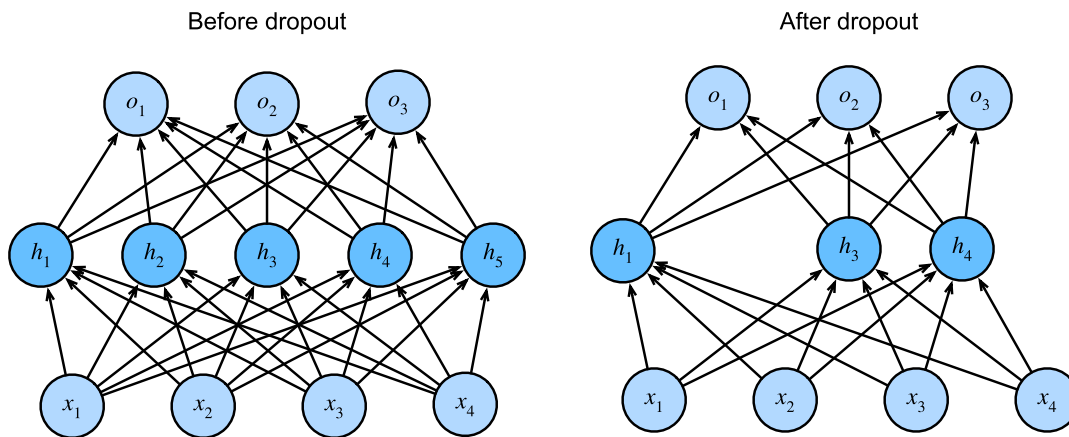 Before dropout
o1 o2 o3
h1 h2 h3 h4 h5
x1 x2 x3 x4
After dropout
o1 o2 o3
h1 h3 h4
x1 x2 x3 x4